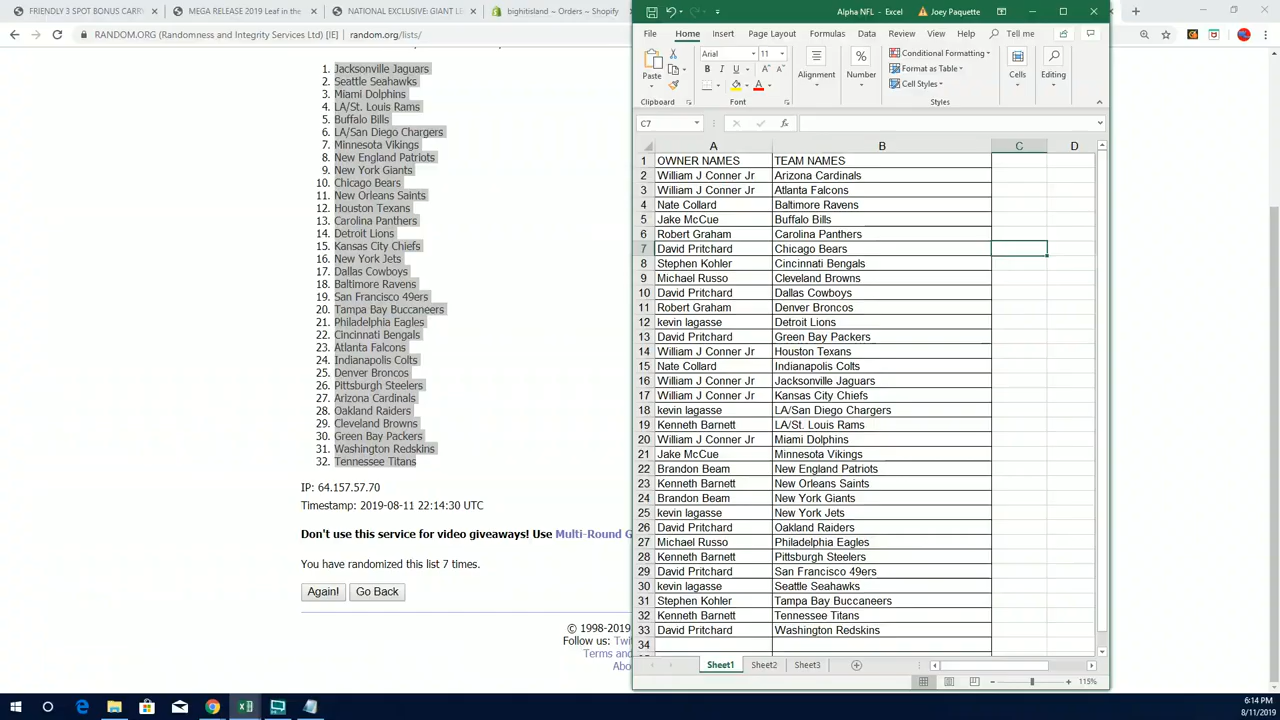 FRIENDLY 3 SPOT BONUS CARRY
MEGA RELEASE 2019 Leaf in the
NATIONAL EXCLUSIVE: GIANT LE
bighitisland ~ Orders ~ Shopify
RANDOM.ORG (Randomness and Integrity Services Ltd) [IE] | random.org/lists/
1. Jacksonville Jaguars
2. Seattle Seahawks
3. Miami Dolphins
4. LA/St. Louis Rams
5. Buffalo Bills
6. LA/San Diego Chargers
7. Minnesota Vikings
8. New England Patriots
9. New York Giants
10. Chicago Bears
11. New Orleans Saints
12. Houston Texans
13. Carolina Panthers
14. Detroit Lions
15. Kansas City Chiefs
16. New York Jets
17. Dallas Cowboys
18. Baltimore Ravens
19. San Francisco 49ers
20. Tampa Bay Buccaneers
21. Philadelphia Eagles
22. Cincinnati Bengals
23. Atlanta Falcons
24. Indianapolis Colts
25. Denver Broncos
26. Pittsburgh Steelers
27. Arizona Cardinals
28. Oakland Raiders
29. Cleveland Browns
30. Green Bay Packers
31. Washington Redskins
32. Tennessee Titans
IP: 64.157.57.70
Timestamp: 2019-08-11 22:14:30 UTC
Don't use this service for video giveaways! Use Multi-Round G
You have randomized this list 7 times.
Again! Go Back
© 1998-2019
Follow us: Twi
Terms and
Abo
Alpha NFL - Excel Joey Paquette
File Home Insert Page Layout Formulas Data Review View Help Tell me
Paste
Clipboard
Arial 11
B I U A A
A
Font
Alignment
Number
Conditional Formatting
Format as Table
Cell Styles
Styles
Cells
Editing
C7 fx
A B C D
1 OWNER NAMES TEAM NAMES
2 William J Conner Jr Arizona Cardinals
3 William J Conner Jr Atlanta Falcons
4 Nate Collard Baltimore Ravens
5 Jake McCue Buffalo Bills
6 Robert Graham Carolina Panthers
7 David Pritchard Chicago Bears
8 Stephen Kohler Cincinnati Bengals
9 Michael Russo Cleveland Browns
10 David Pritchard Dallas Cowboys
11 Robert Graham Denver Broncos
12 kevin lagasse Detroit Lions
13 David Pritchard Green Bay Packers
14 William J Conner Jr Houston Texans
15 Nate Collard Indianapolis Colts
16 William J Conner Jr Jacksonville Jaguars
17 William J Conner Jr Kansas City Chiefs
18 kevin lagasse LA/San Diego Chargers
19 Kenneth Barnett LA/St. Louis Rams
20 William J Conner Jr Miami Dolphins
21 Jake McCue Minnesota Vikings
22 Brandon Beam New England Patriots
23 Kenneth Barnett New Orleans Saints
24 Brandon Beam New York Giants
25 kevin lagasse New York Jets
26 David Pritchard Oakland Raiders
27 Michael Russo Philadelphia Eagles
28 Kenneth Barnett Pittsburgh Steelers
29 David Pritchard San Francisco 49ers
30 kevin lagasse Seattle Seahawks
31 Stephen Kohler Tampa Bay Buccaneers
32 Kenneth Barnett Tennessee Titans
33 David Pritchard Washington Redskins
34
Sheet1 Sheet2 Sheet3
115%
6:14 PM
8/11/2019